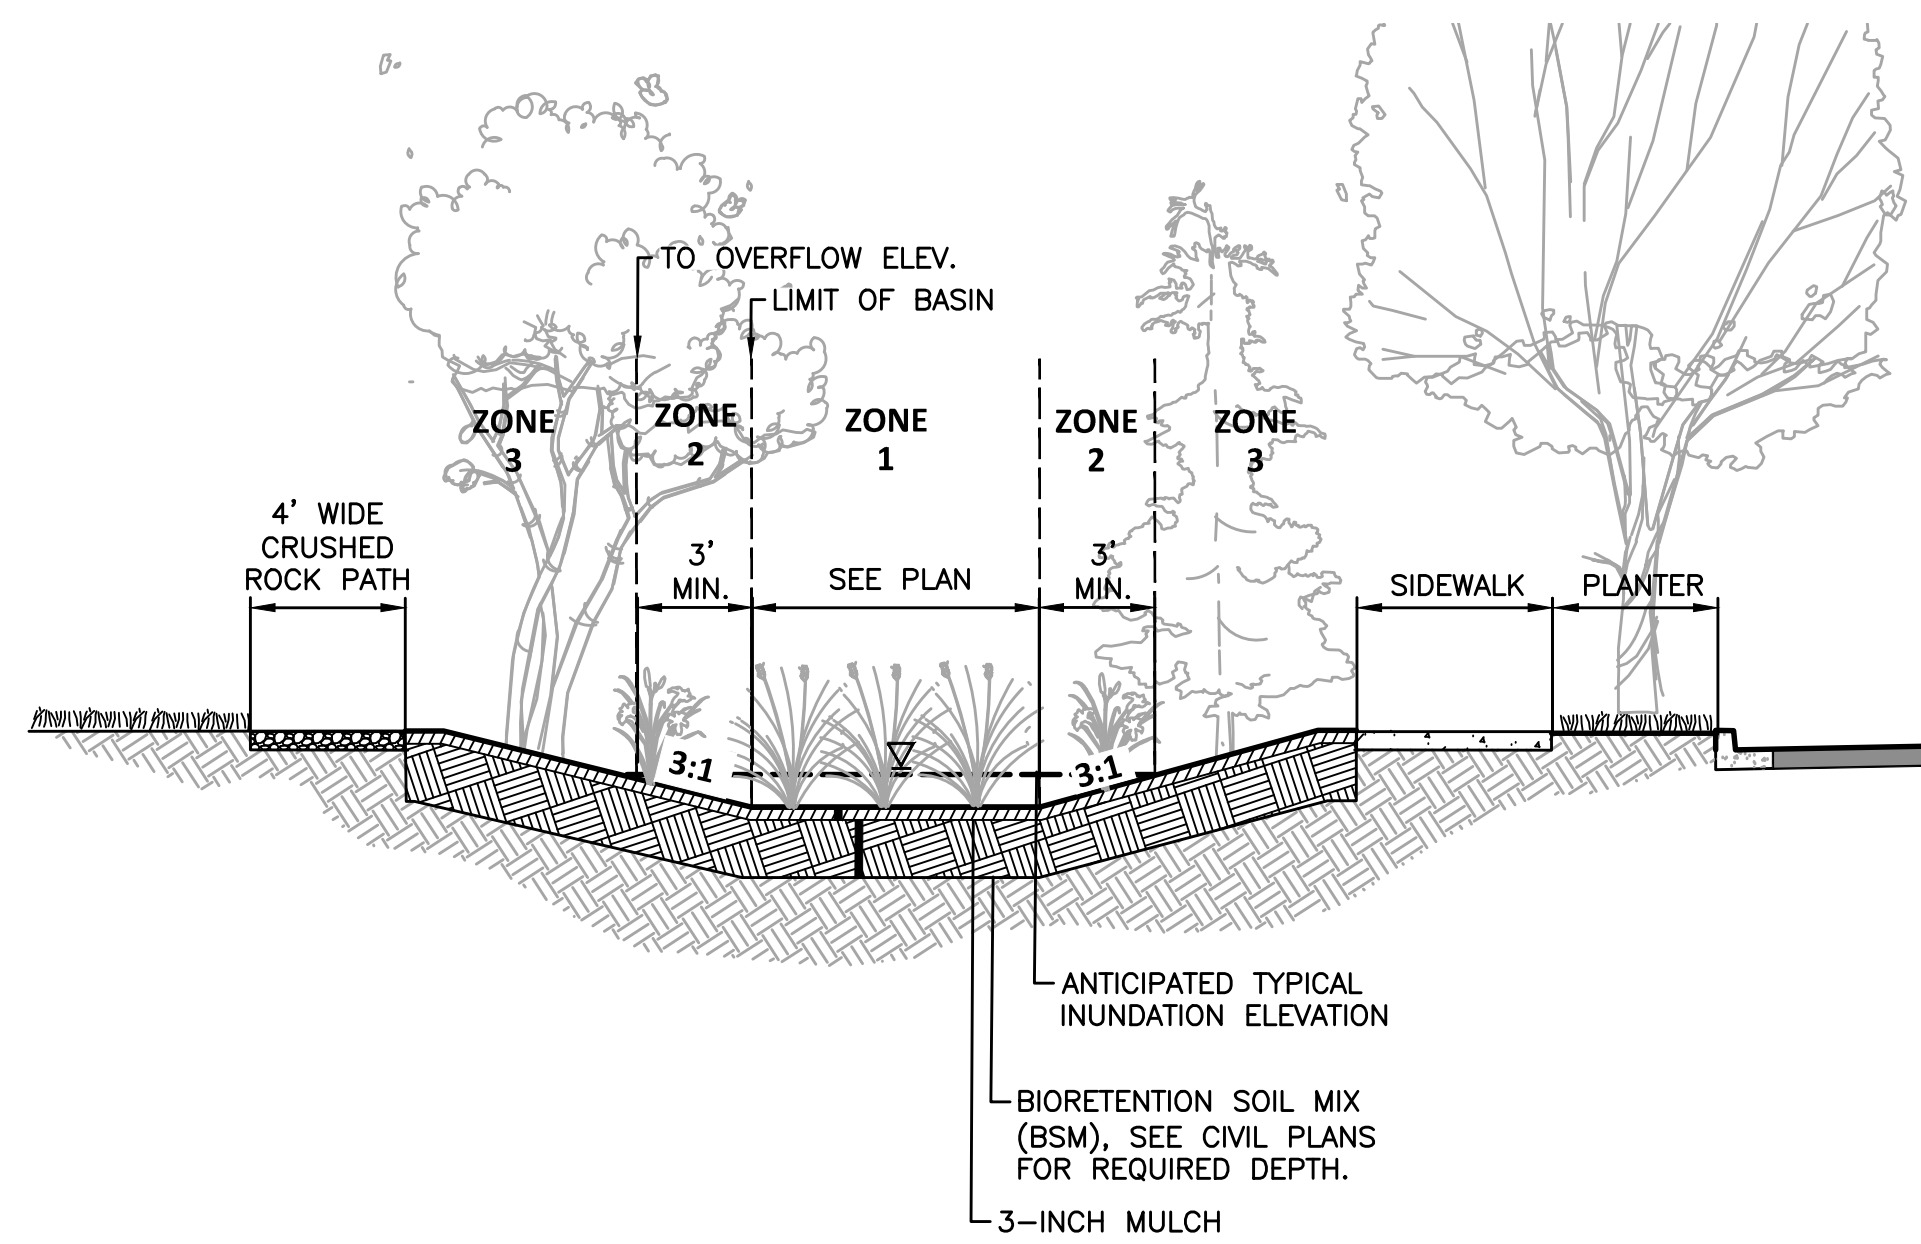 TO OVERFLOW ELEV.
LIMIT OF BASIN
ZONE
3
ZONE
2
ZONE
1
ZONE
2
ZONE
3
4' WIDE
CRUSHED
ROCK PATH
3'
MIN.
SEE PLAN
3'
MIN.
SIDEWALK
PLANTER
3:1
3:1
ANTICIPATED TYPICAL
INUNDATION ELEVATION
BIORETENTION SOIL MIX
(BSM), SEE CIVIL PLANS
FOR REQUIRED DEPTH.
3-INCH MULCH